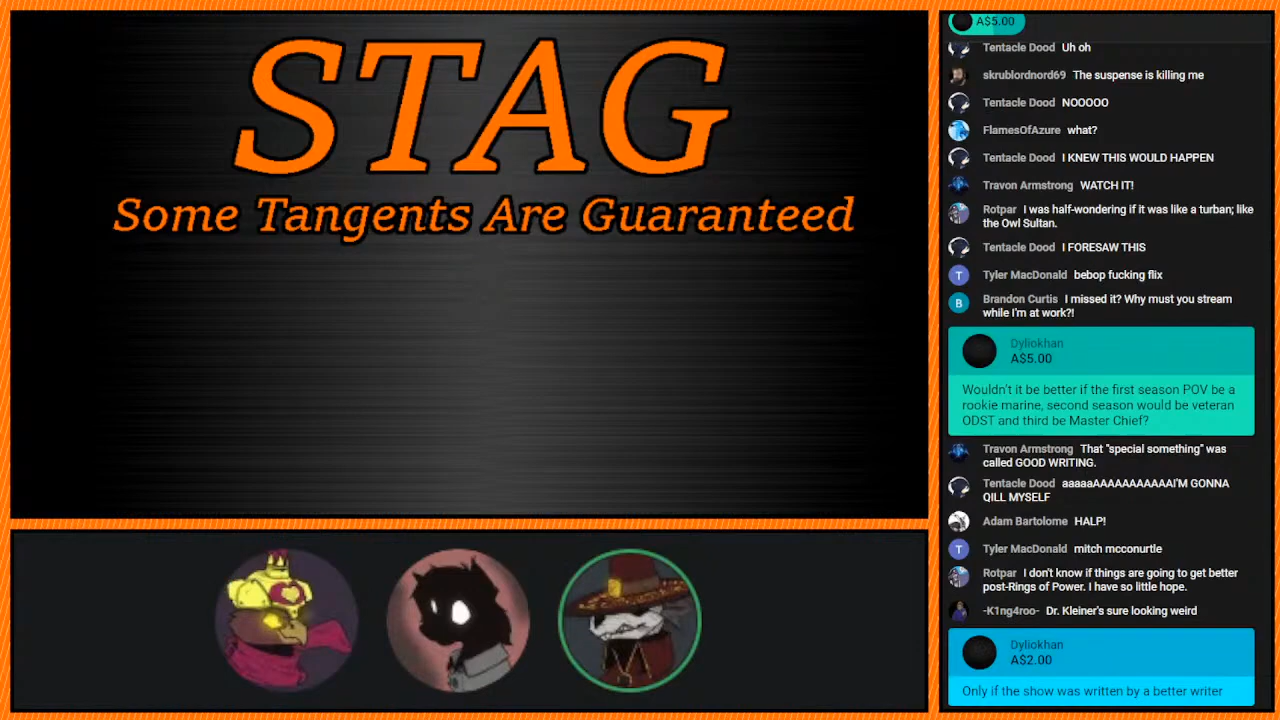 STAG
Some Tangents Are Guaranteed
A$5.00
Tentacle Dood Uh oh
skrublordnord69 The suspense is killing me
Tentacle Dood NOOOOO
FlamesOfAzure what?
Tentacle Dood I KNEW THIS WOULD HAPPEN
Travon Armstrong WATCH IT!
Rotpar I was half-wondering if it was like a turban; like
the Owl Sultan.
Tentacle Dood I FORESAW THIS
T Tyler MacDonald bebop fucking flix
B Brandon Curtis I missed it? Why must you stream
while I'm at work?!
Dyliokhan
A$5.00
Wouldn't it be better if the first season POV be a
rookie marine, second season would be veteran
ODST and third be Master Chief?
Travon Armstrong That "special something" was
called GOOD WRITING.
Tentacle Dood aaaaaAAAAAAAAAAAI'M GONNA
QILL MYSELF
Adam Bartolome HALP!
T Tyler MacDonald mitch mcconurtle
Rotpar I don't know if things are going to get better
post-Rings of Power. I have so little hope.
-K1ng4roo- Dr. Kleiner's sure looking weird
Dyliokhan
A$2.00
Only if the show was written by a better writer